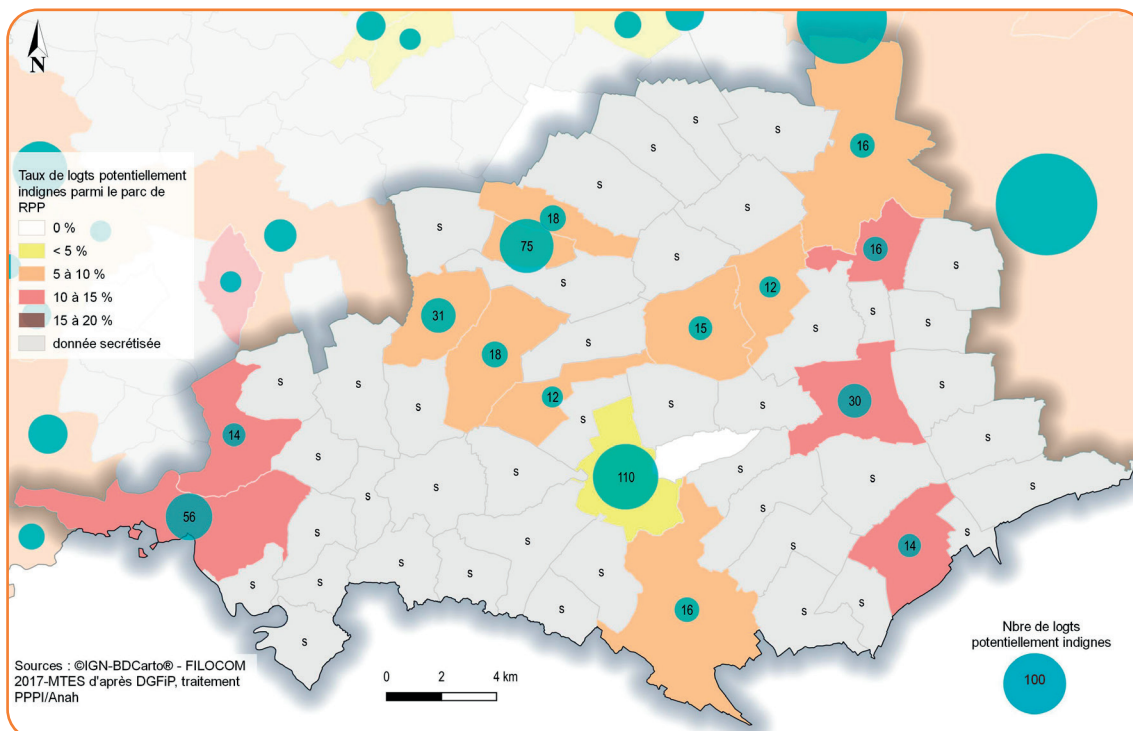 N
Taux de logts potentiellement
indignes parmi le parc de
RPP
0 %
< 5 %
5 à 10 %
10 à 15 %
15 à 20 %
donnée secrétisée
s
s
s
s
16
s
s
18
75
s
16
s
s
12
31
15
s
s
s
s
18
s
s
s
s
12
s
s
s
30
s
14
s
s
s
s
110
s
s
s
s
56
s
s
s
14
s
s
s
s
s
s
s
s
s
16
s
s
s
Sources : ©IGN-BDCarto® - FILOCOM
2017-MTES d'après DGFiP, traitement
PPPI/Anah
0 2 4 km
Nbre de logts
potentiellement indignes
100